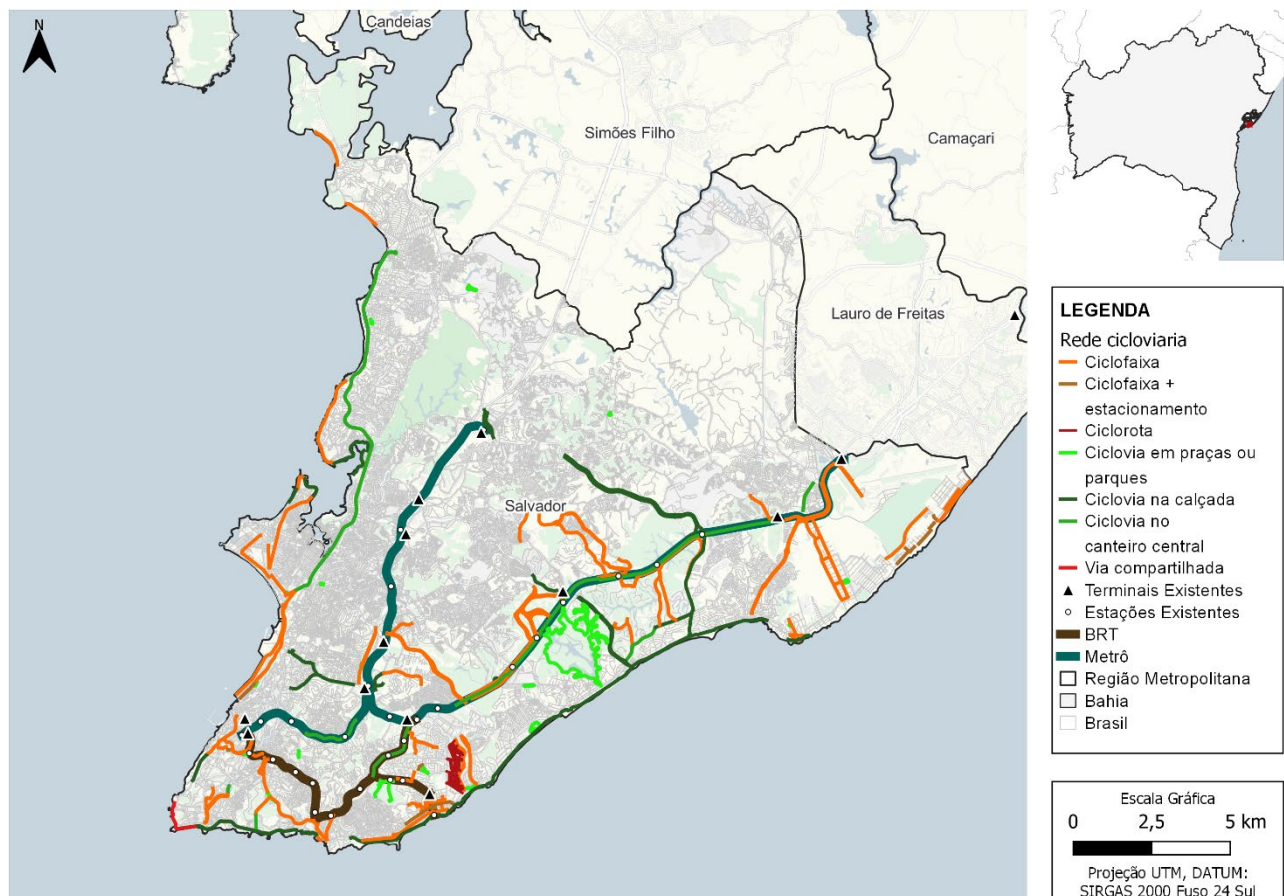 N
Candeias
Simões Filho
Camaçari
Lauro de Freitas
Salvador
LEGENDA
Rede cicloviaria
Ciclofaixa
Ciclofaixa +
estacionamento
Ciclorota
Ciclovia em praças ou
parques
Ciclovia na calçada
Ciclovia no
canteiro central
Via compartilhada
Terminais Existentes
Estações Existentes
BRT
Metrô
Região Metropolitana
Bahia
Brasil
Escala Gráfica
0 2,5 5 km
Projeção UTM, DATUM:
SIRGAS 2000 Fuso 24 Sul